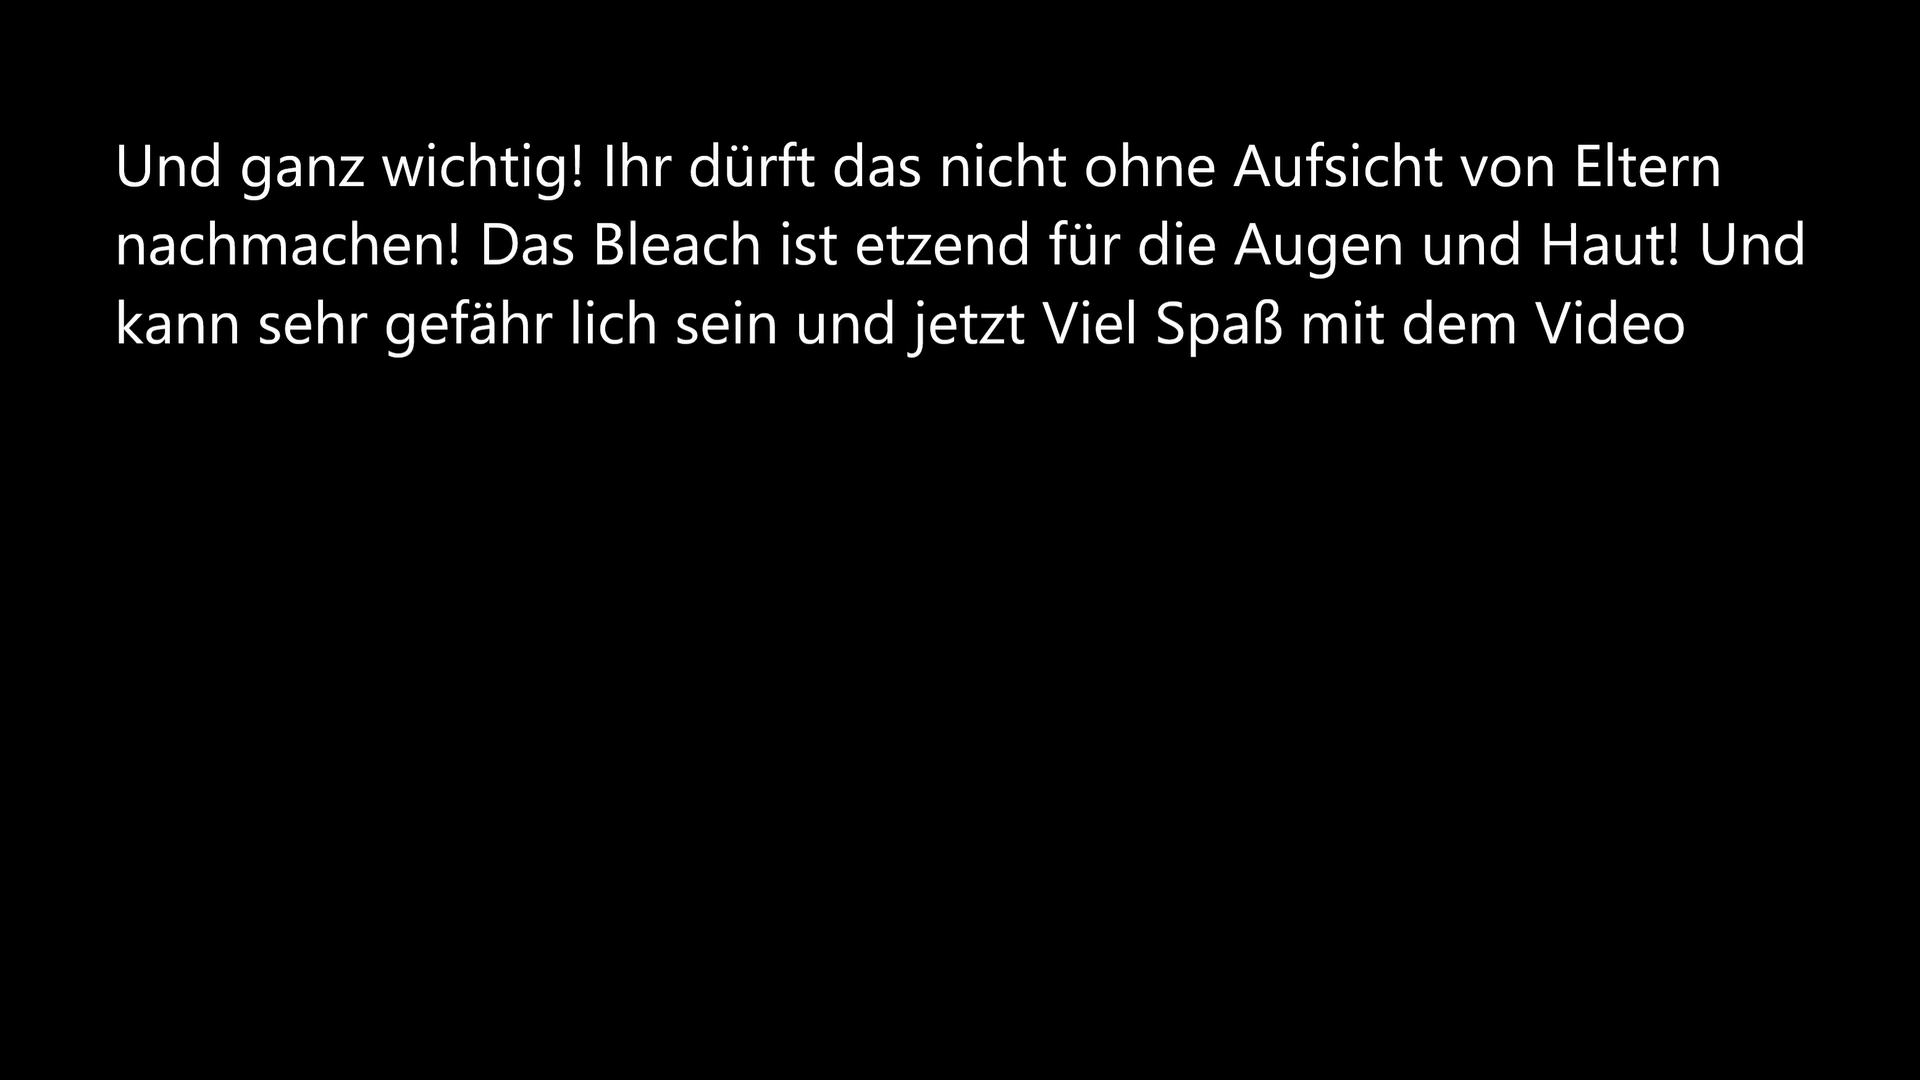 Und ganz wichtig! Ihr dürft das nicht ohne Aufsicht von Eltern
nachmachen! Das Bleach ist etzend für die Augen und Haut! Und
kann sehr gefähr lich sein und jetzt Viel Spaß mit dem Video